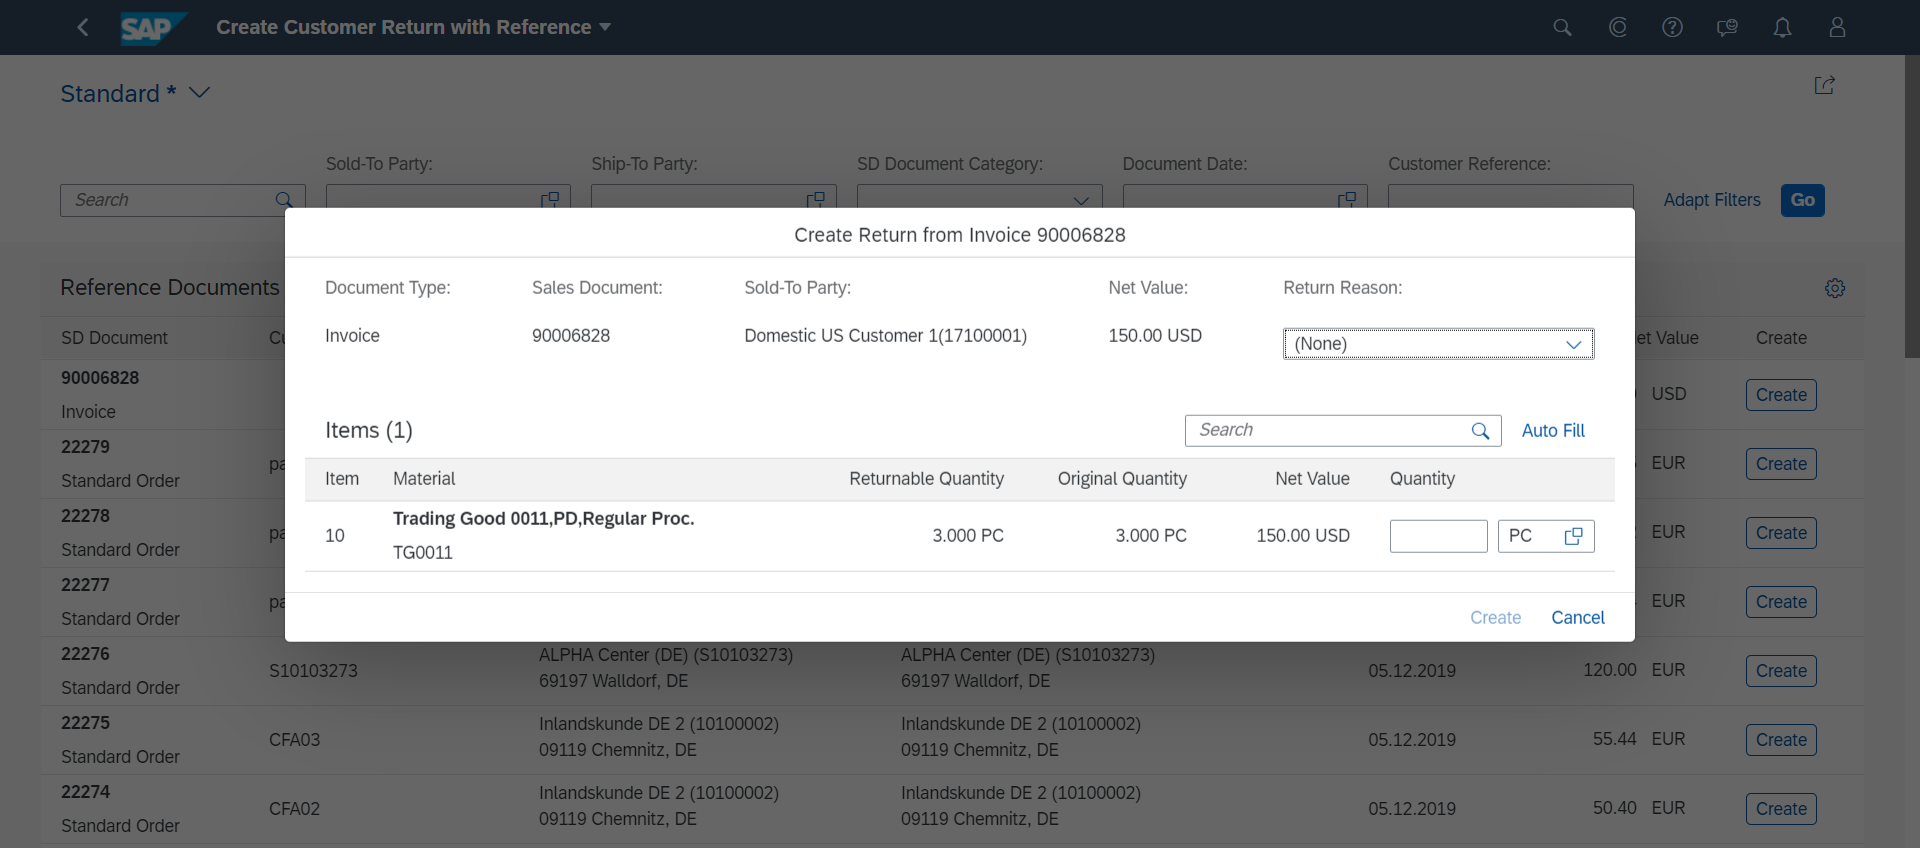 SAP Create Customer Return with Reference
Standard *
Sold-To Party: Ship-To Party: SD Document Category: Document Date: Customer Reference:
Search Adapt Filters Go
Create Return from Invoice 90006828
Document Type: Sales Document: Sold-To Party: Net Value: Return Reason:
Invoice 90006828 Domestic US Customer 1(17100001) 150.00 USD (None)
Items (1) Search Auto Fill
Item Material Returnable Quantity Original Quantity Net Value Quantity
10 Trading Good 0011,PD,Regular Proc. 3.000 PC 3.000 PC 150.00 USD PC
TG0011
Create Cancel
Reference Documents
SD Document Value Create
90006828
Invoice USD Create
22279
Standard Order EUR Create
22278
Standard Order EUR Create
22277
Standard Order EUR Create
22276 S10103273 ALPHA Center (DE) (S10103273) ALPHA Center (DE) (S10103273) 05.12.2019 120.00 EUR Create
Standard Order 69197 Walldorf, DE 69197 Walldorf, DE
22275 CFA03 Inlandskunde DE 2 (10100002) Inlandskunde DE 2 (10100002) 05.12.2019 55.44 EUR Create
Standard Order 09119 Chemnitz, DE 09119 Chemnitz, DE
22274 CFA02 Inlandskunde DE 2 (10100002) Inlandskunde DE 2 (10100002) 05.12.2019 50.40 EUR Create
Standard Order 09119 Chemnitz, DE 09119 Chemnitz, DE